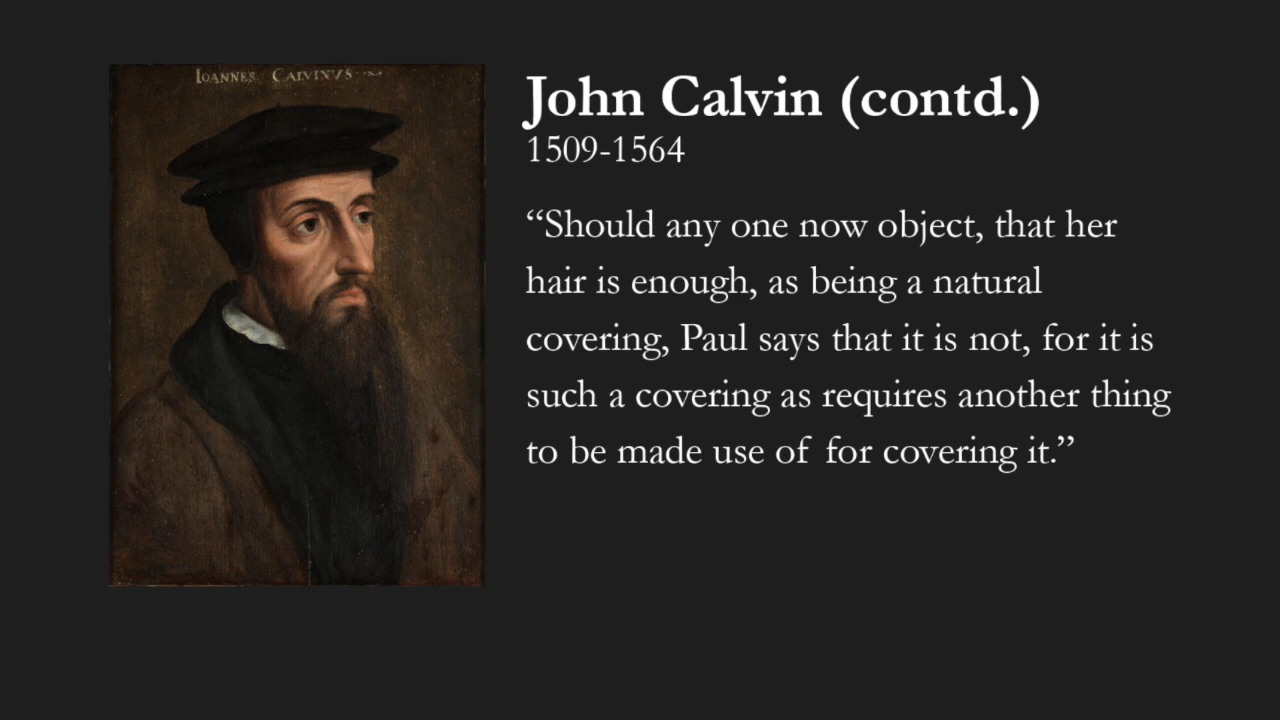 IOANNES CALVINVS
John Calvin (contd.)
1509-1564
“Should any one now object, that her
hair is enough, as being a natural
covering, Paul says that it is not, for it is
such a covering as requires another thing
to be made use of for covering it.”